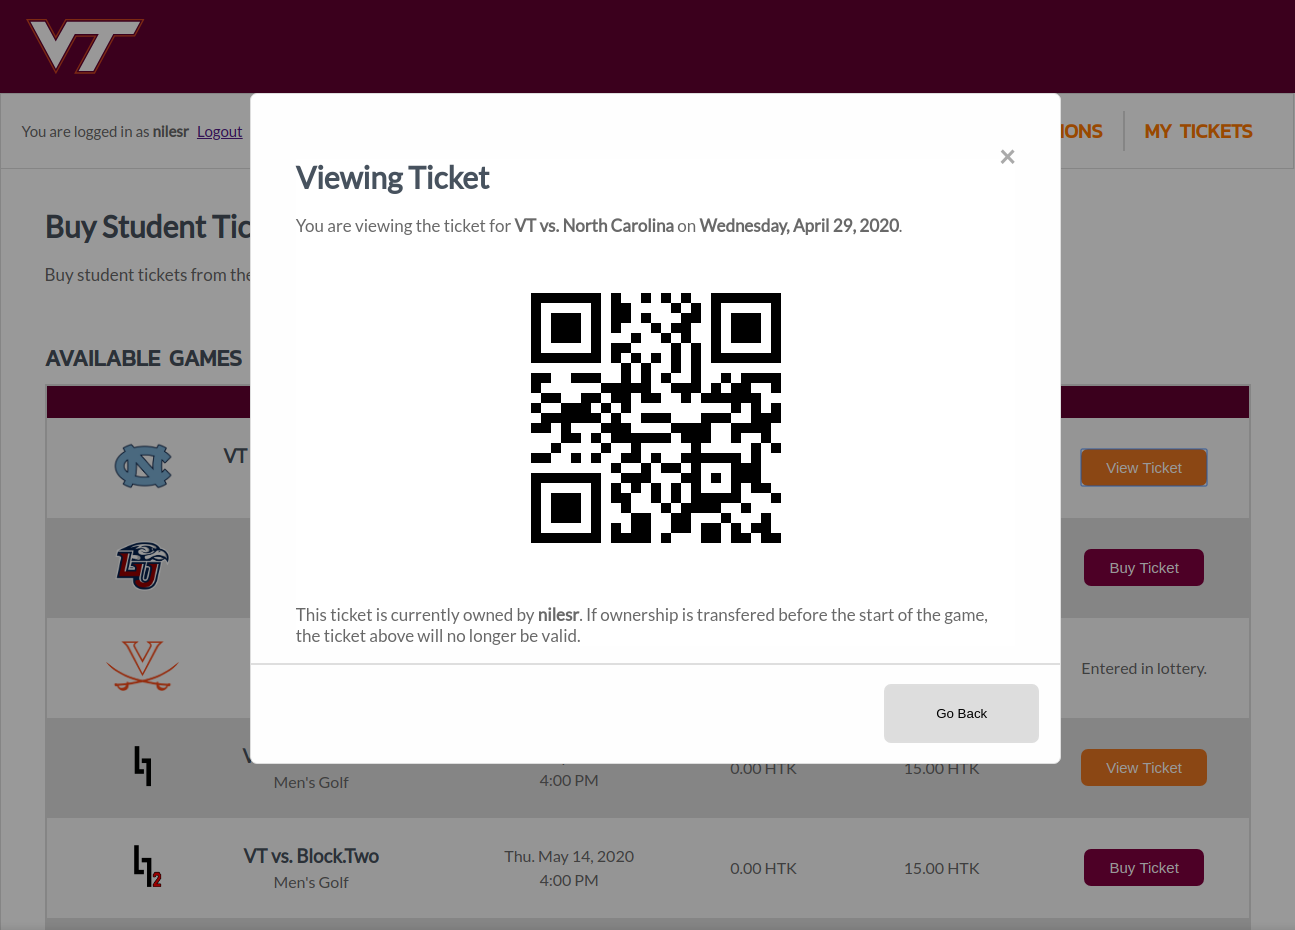 VT
You are logged in as nilesr Logout
IONS
MY TICKETS
Viewing Ticket
×
You are viewing the ticket for VT vs. North Carolina on Wednesday, April 29, 2020.
Buy Student Tic
Buy student tickets from the
AVAILABLE GAMES
NC
VT
View Ticket
LU
Buy Ticket
This ticket is currently owned by nilesr. If ownership is transfered before the start of the game,
the ticket above will no longer be valid.
V
Entered in lottery.
Go Back
Men's Golf
4:00 PM
0.00 HTK
15.00 HTK
View Ticket
2
VT vs. Block.Two
Men's Golf
Thu. May 14, 2020
4:00 PM
0.00 HTK
15.00 HTK
Buy Ticket